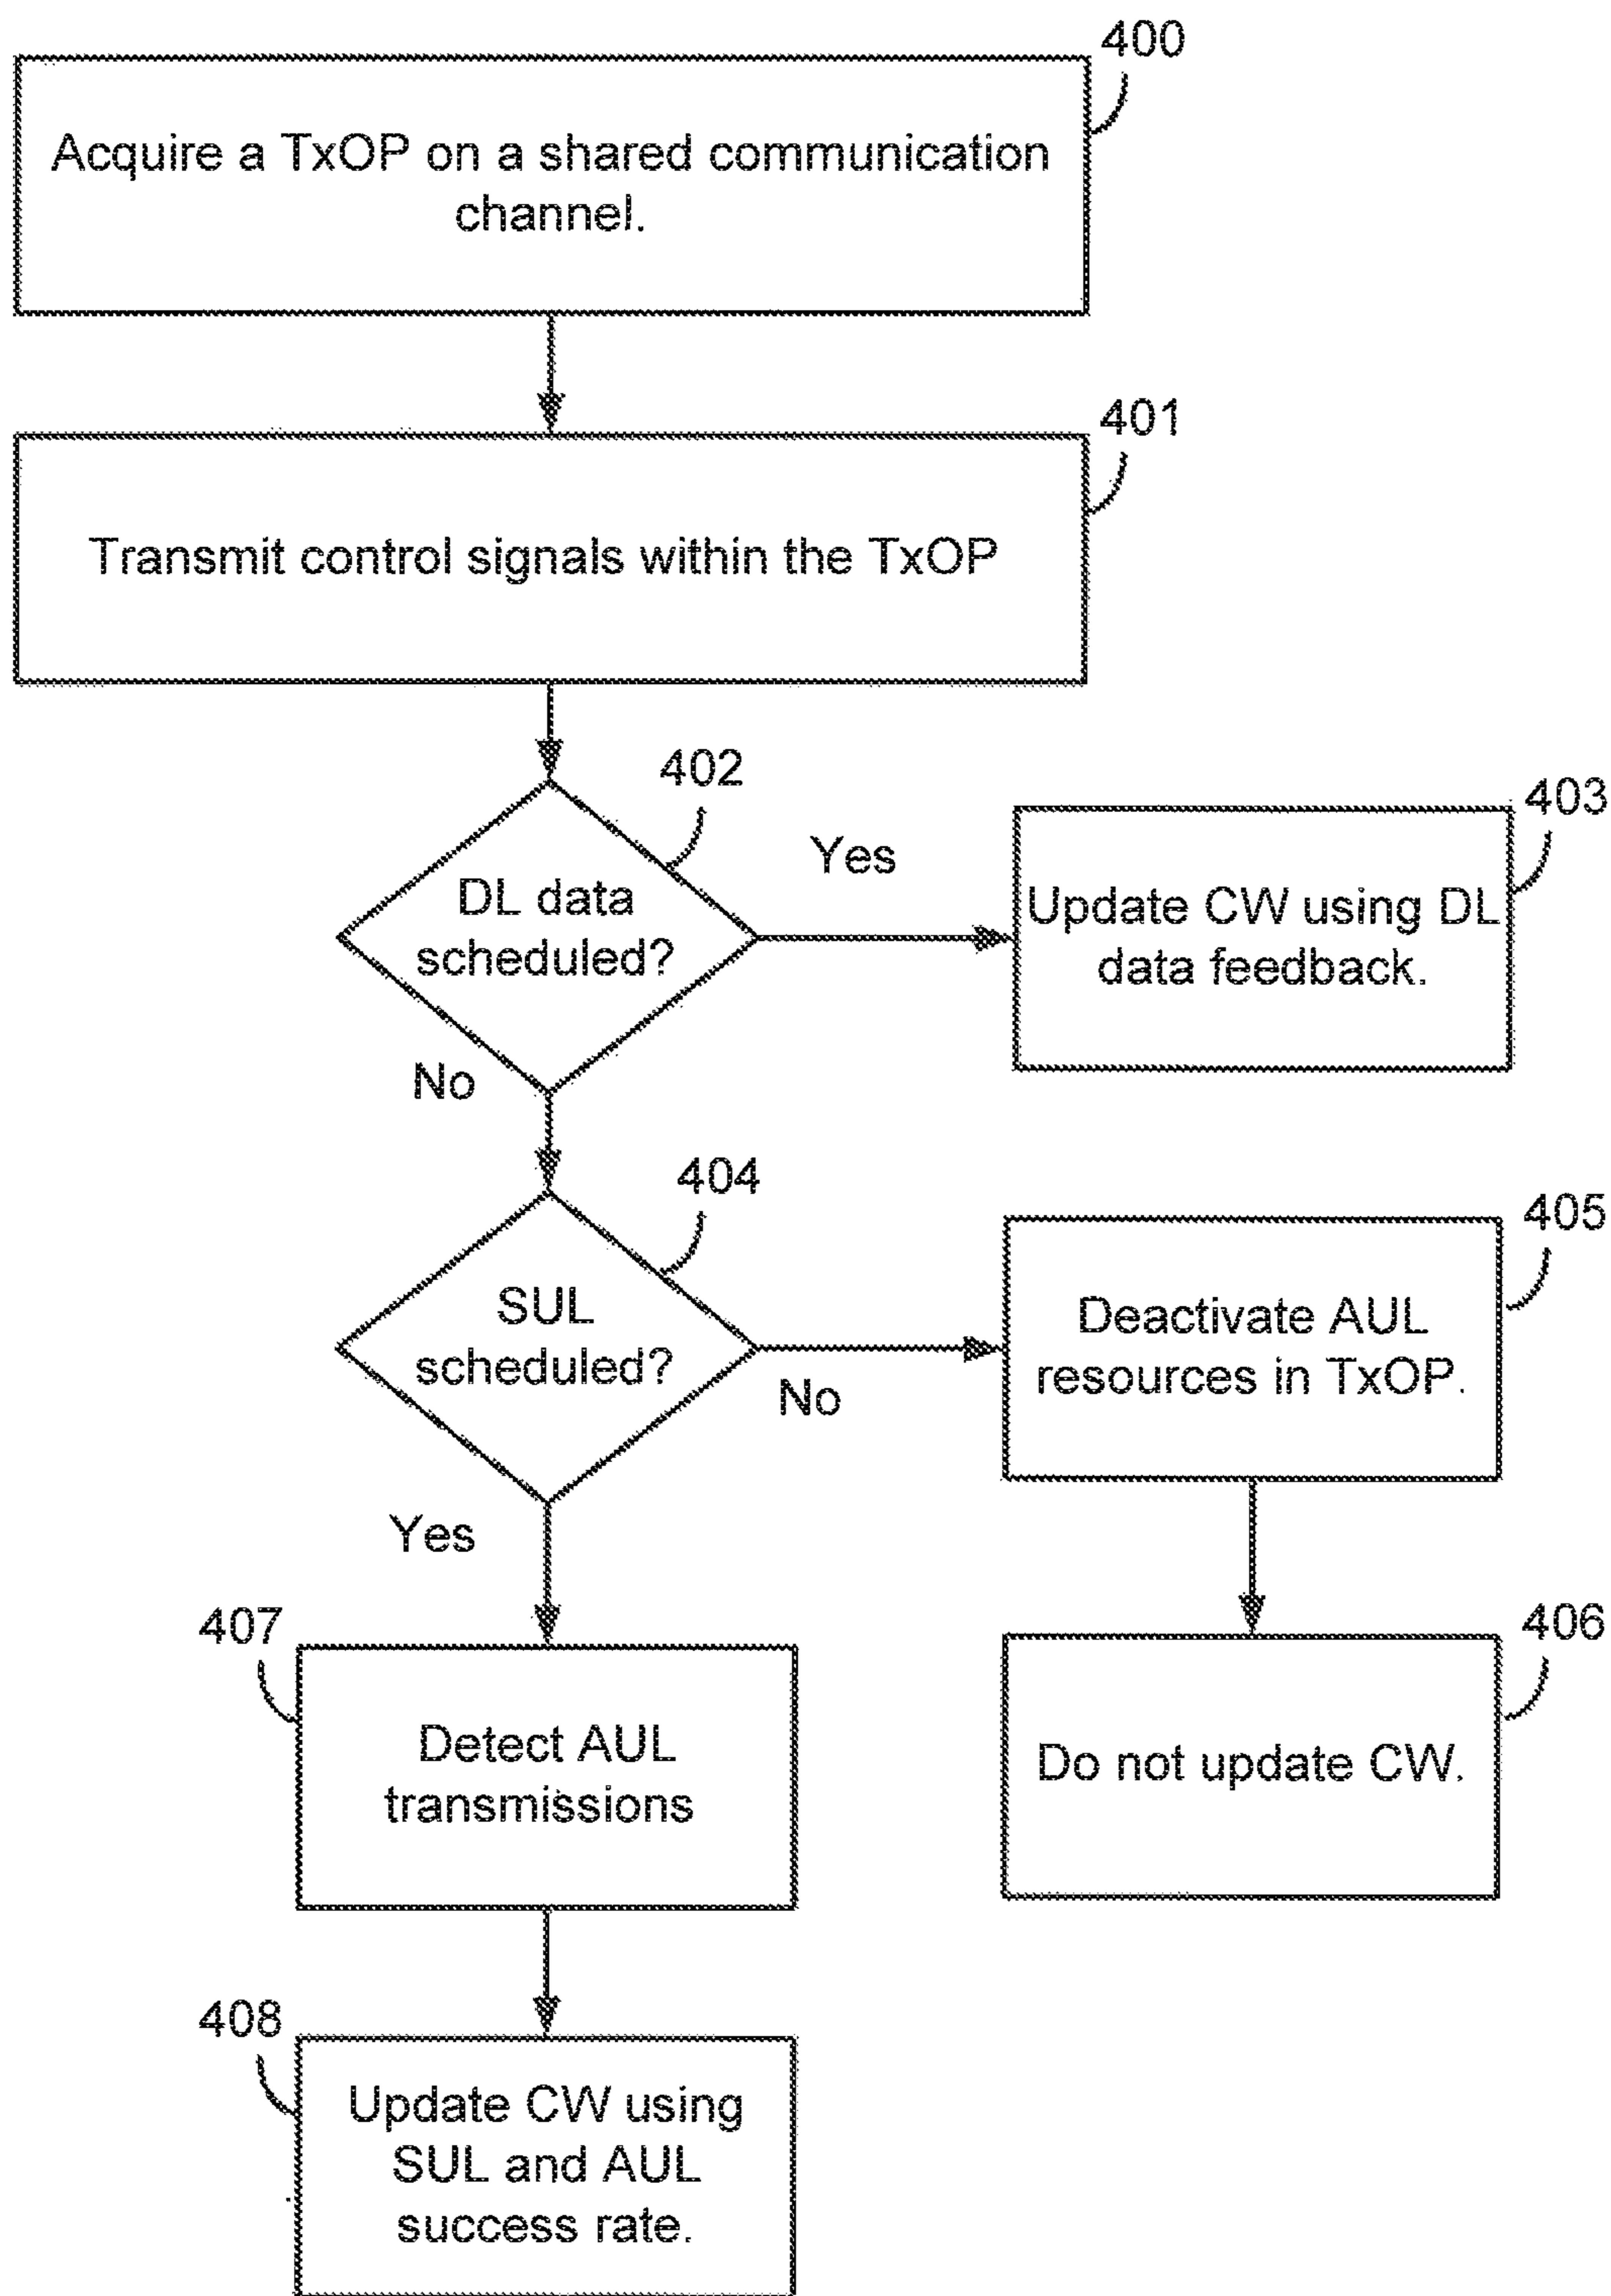 400
Acquire a TxOP on a shared communication
channel.
401
Transmit control signals within the TxOP
402
DL data
scheduled?
Yes
403
Update CW using DL
data feedback.
No
404
SUL
scheduled?
No
405
Deactivate AUL
resources in TxOP.
Yes
407
Detect AUL
transmissions
406
Do not update CW.
408
Update CW using
SUL and AUL
success rate.